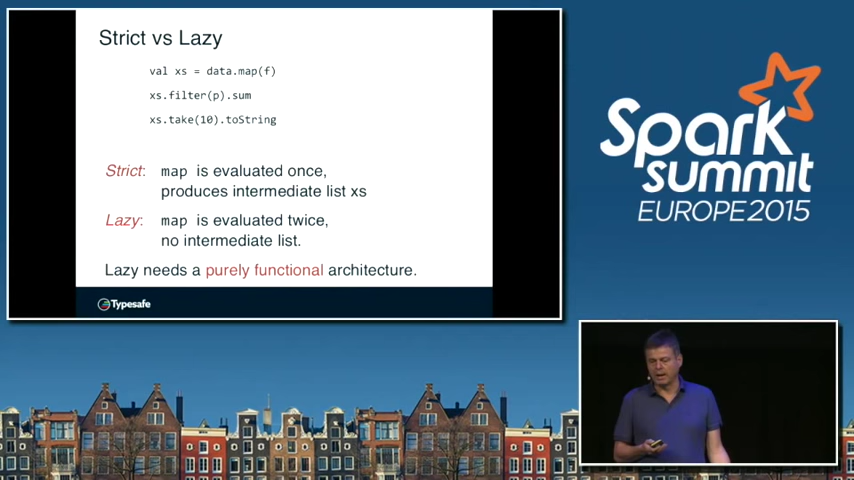 Strict vs Lazy
val xs = data.map(f)
xs.filter(p).sum
xs.take(10).toString
Strict: map is evaluated once,
produces intermediate list xs
Lazy: map is evaluated twice,
no intermediate list.
Lazy needs a purely functional architecture.
Typesafe
Spark
summit
EUROPE 2015